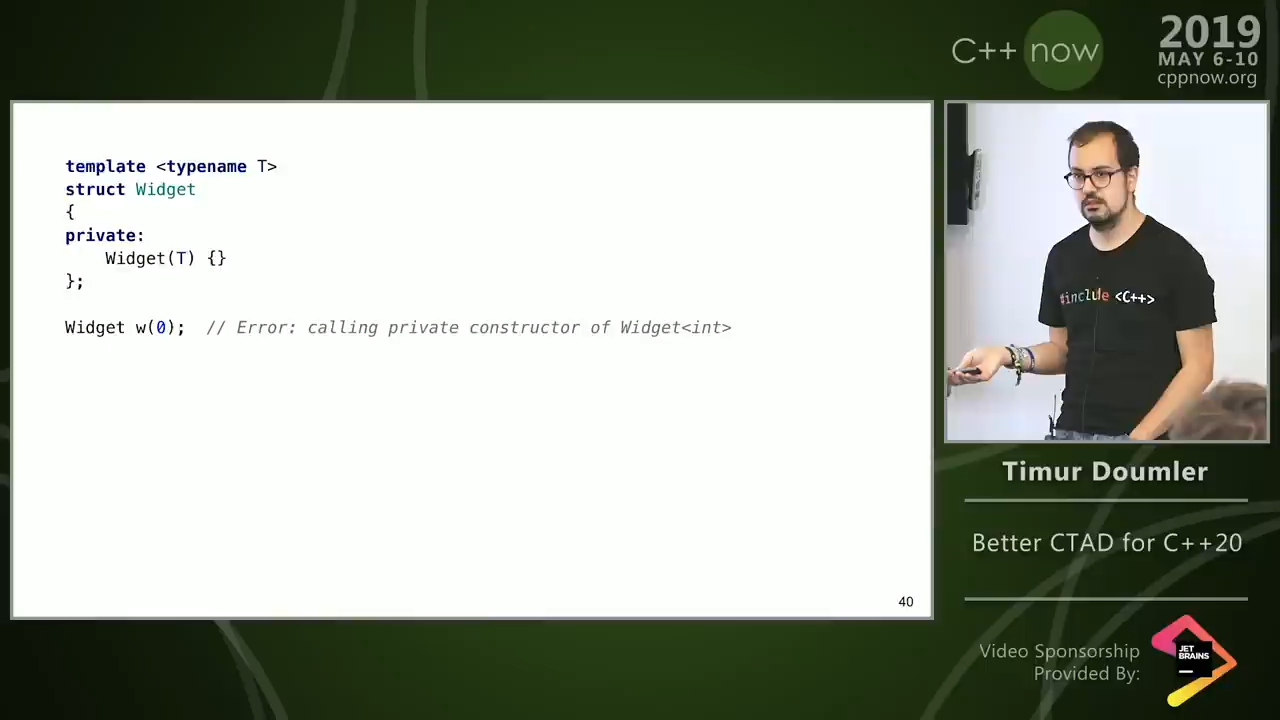 C++ now
2019
MAY 6-10
cppnow.org
template <typename T>
struct Widget
{
private:
    Widget(T) {}
};
Widget w(0);  // Error: calling private constructor of Widget<int>
40
#include <C++>
Timur Doumler
Better CTAD for C++20
Video Sponsorship
Provided By:
JET
BRAINS